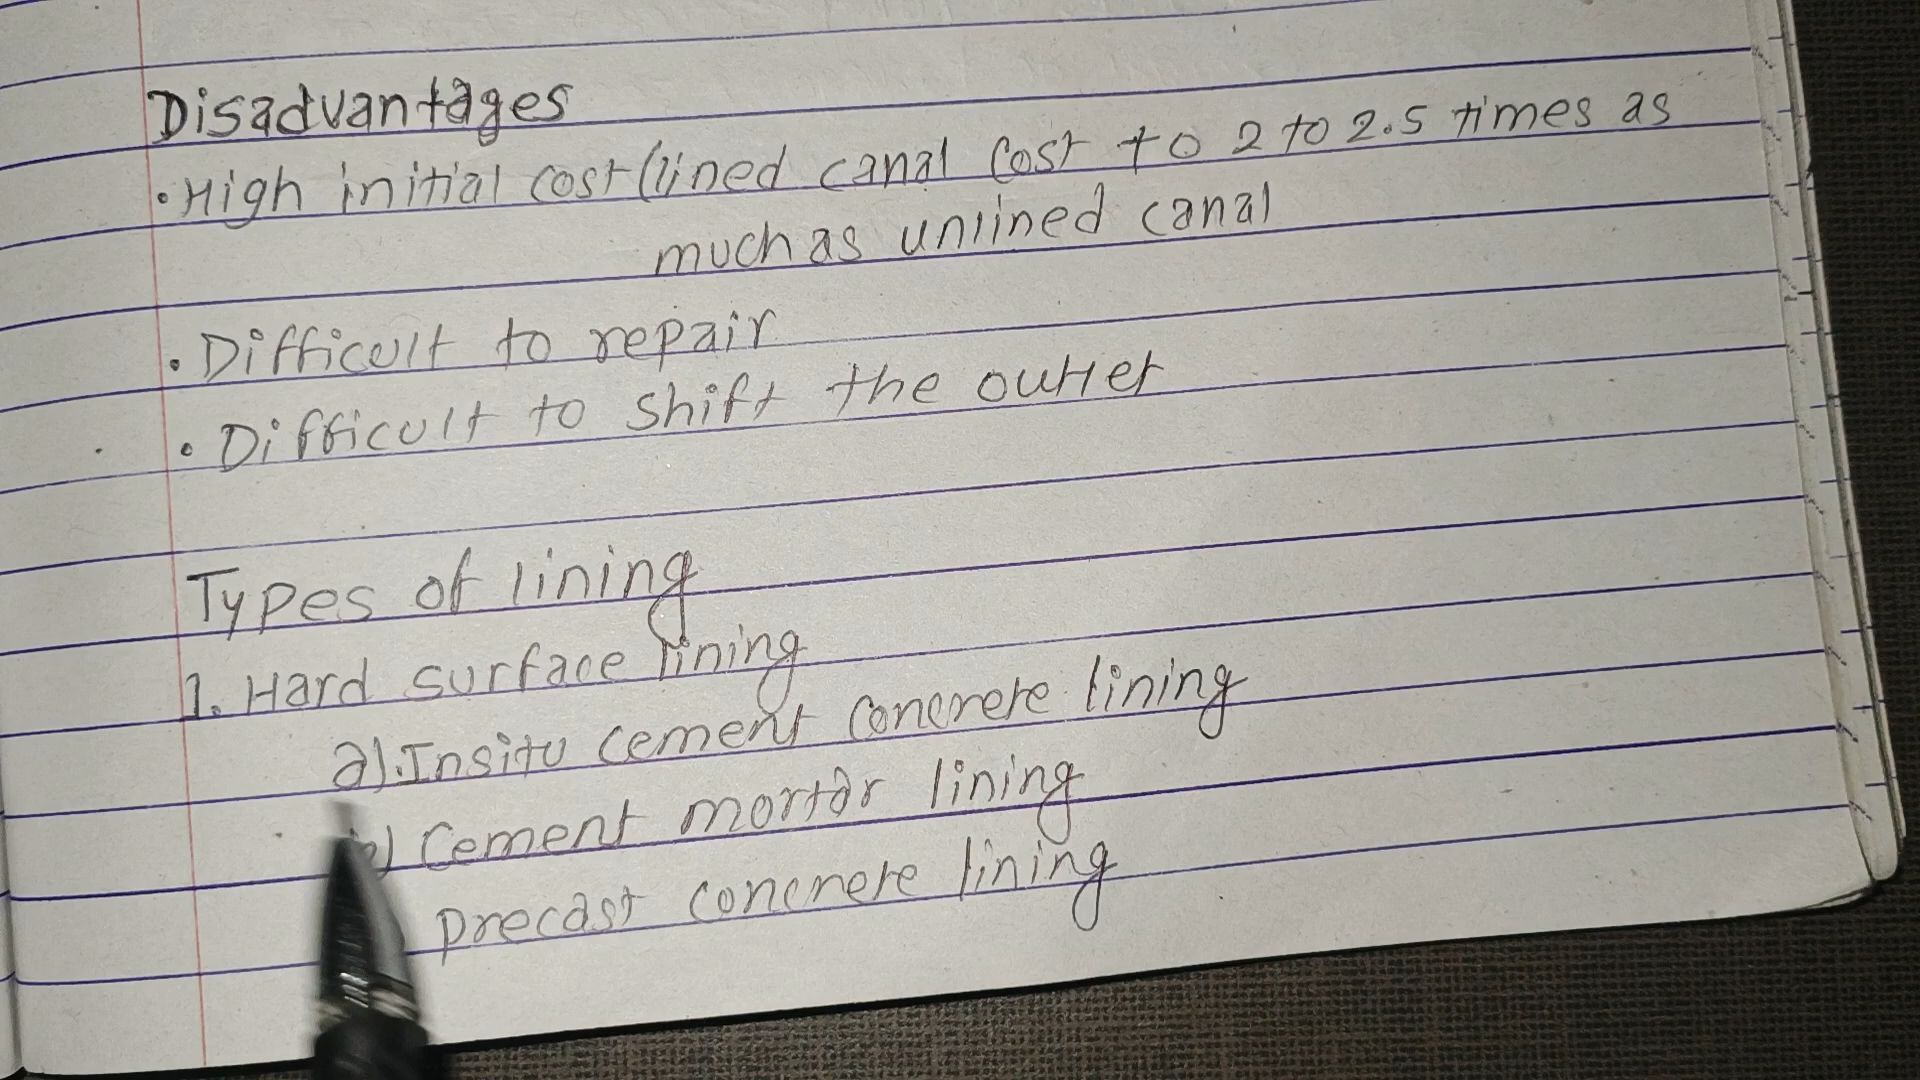 Disadvantages
• High initial cost (lined canal cost to 2 to 2.5 times as
much as unlined canal
• Difficult to repair
• Difficult to shift the outlet
Types of lining
1. Hard surface lining
a). Insitu cement concrete lining
b) Cement mortar lining
precast concrete lining